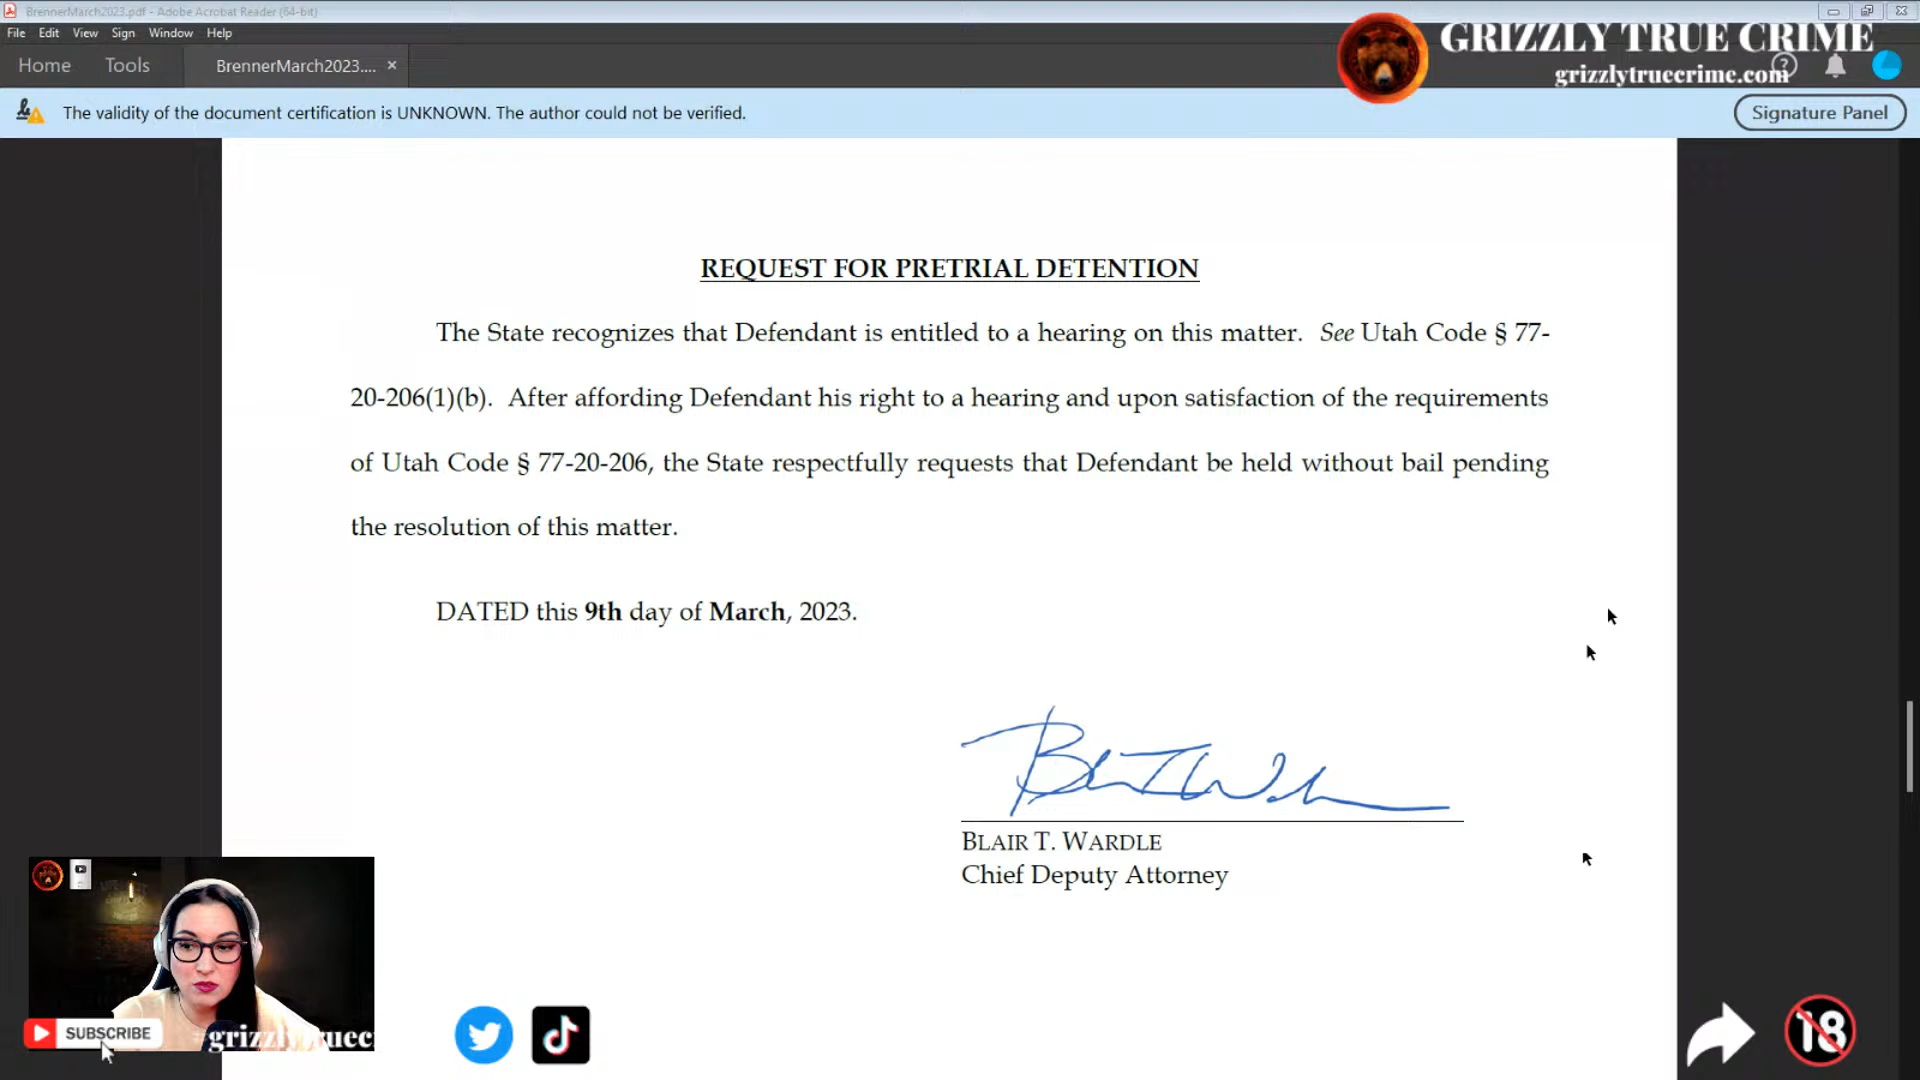 BrennerMarch2023.pdf - Adobe Acrobat Reader (64-bit)
File Edit View Sign Window Help
GRIZZLY TRUE CRIME
grizzlytruecrime.com
Home Tools BrennerMarch2023.... ×
The validity of the document certification is UNKNOWN. The author could not be verified.
Signature Panel
REQUEST FOR PRETRIAL DETENTION
The State recognizes that Defendant is entitled to a hearing on this matter. See Utah Code § 77-
20-206(1)(b). After affording Defendant his right to a hearing and upon satisfaction of the requirements
of Utah Code § 77-20-206, the State respectfully requests that Defendant be held without bail pending
the resolution of this matter.
DATED this 9th day of March, 2023.
BLAIR T. WARDLE
Chief Deputy Attorney
SUBSCRIBE
#grizzlytruecr
18